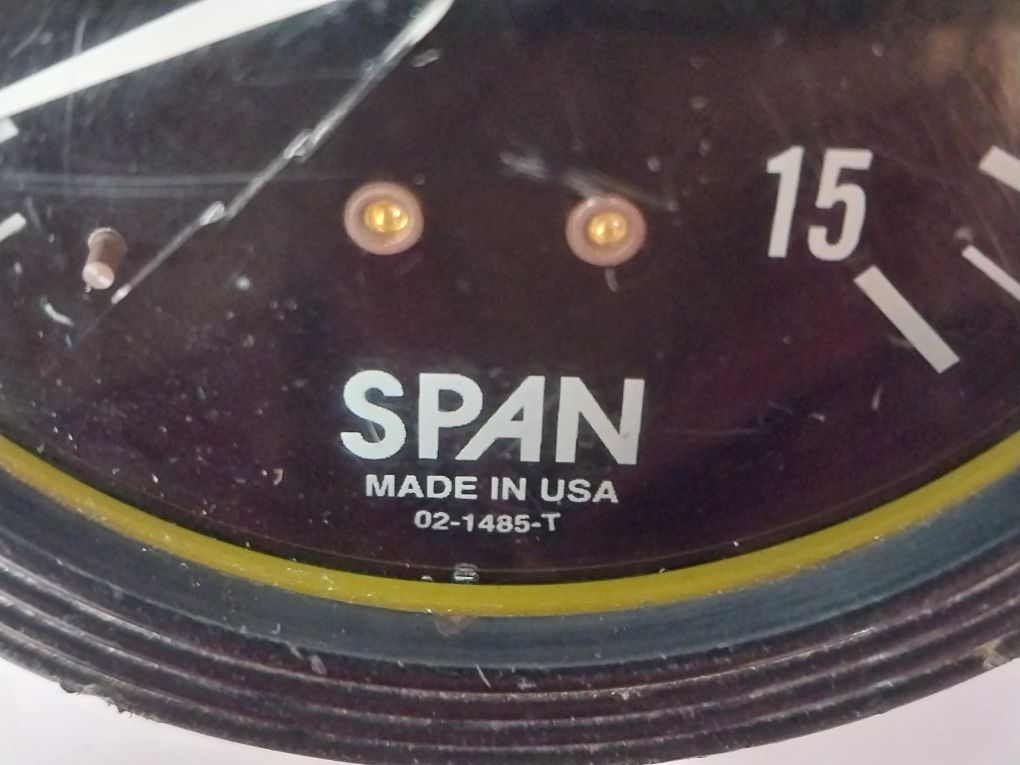 15
SPAN
MADE IN USA
02-1485-T